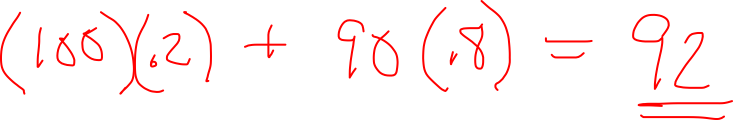 (100)(.2) + 90(.8) = 92